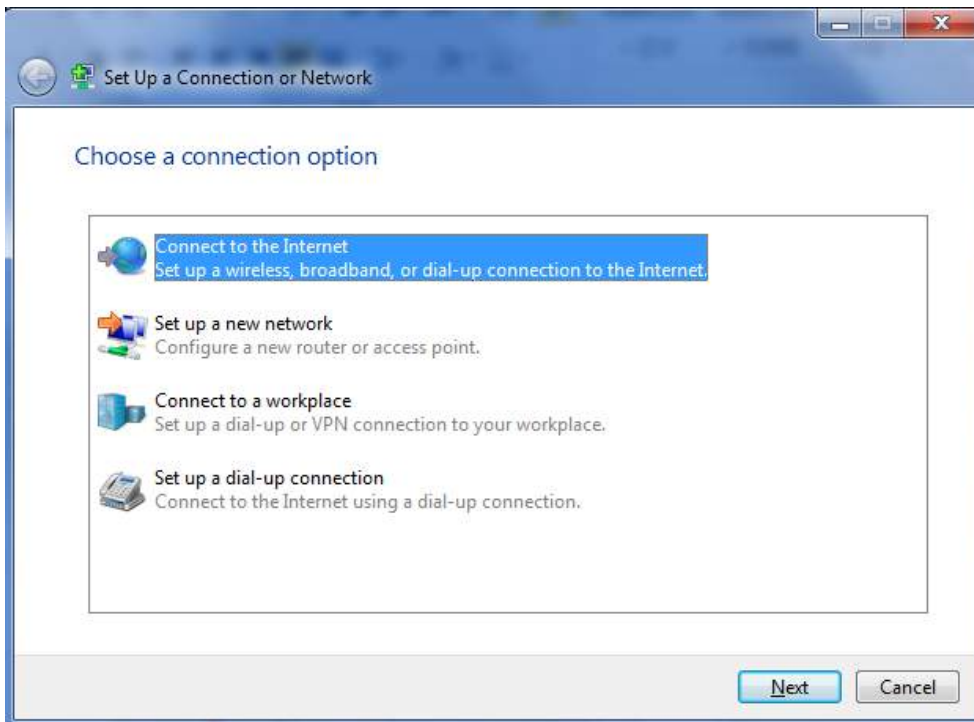 Set Up a Connection or Network
Choose a connection option
Connect to the Internet
Set up a wireless, broadband, or dial-up connection to the Internet.
Set up a new network
Configure a new router or access point.
Connect to a workplace
Set up a dial-up or VPN connection to your workplace.
Set up a dial-up connection
Connect to the Internet using a dial-up connection.
Next
Cancel